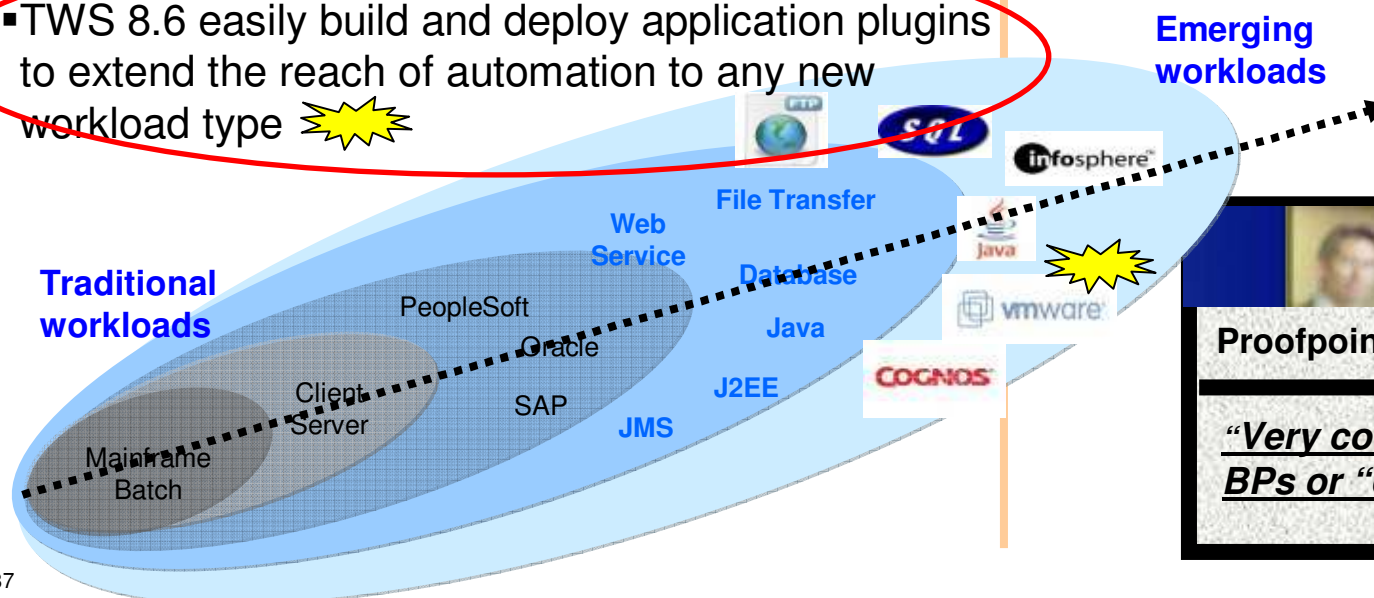 ▪TWS 8.6 easily build and deploy application plugins
to extend the reach of automation to any new
workload type
Emerging
workloads
FTP
SQL
infosphere™
File Transfer
Web
Service
Java
Traditional
workloads
Database
PeopleSoft
vmware
Java
Oracle
Proofpoin
COGNOS
J2EE
Client
Server
SAP
JMS
"Very co
BPs or "
Mainframe
Batch
37